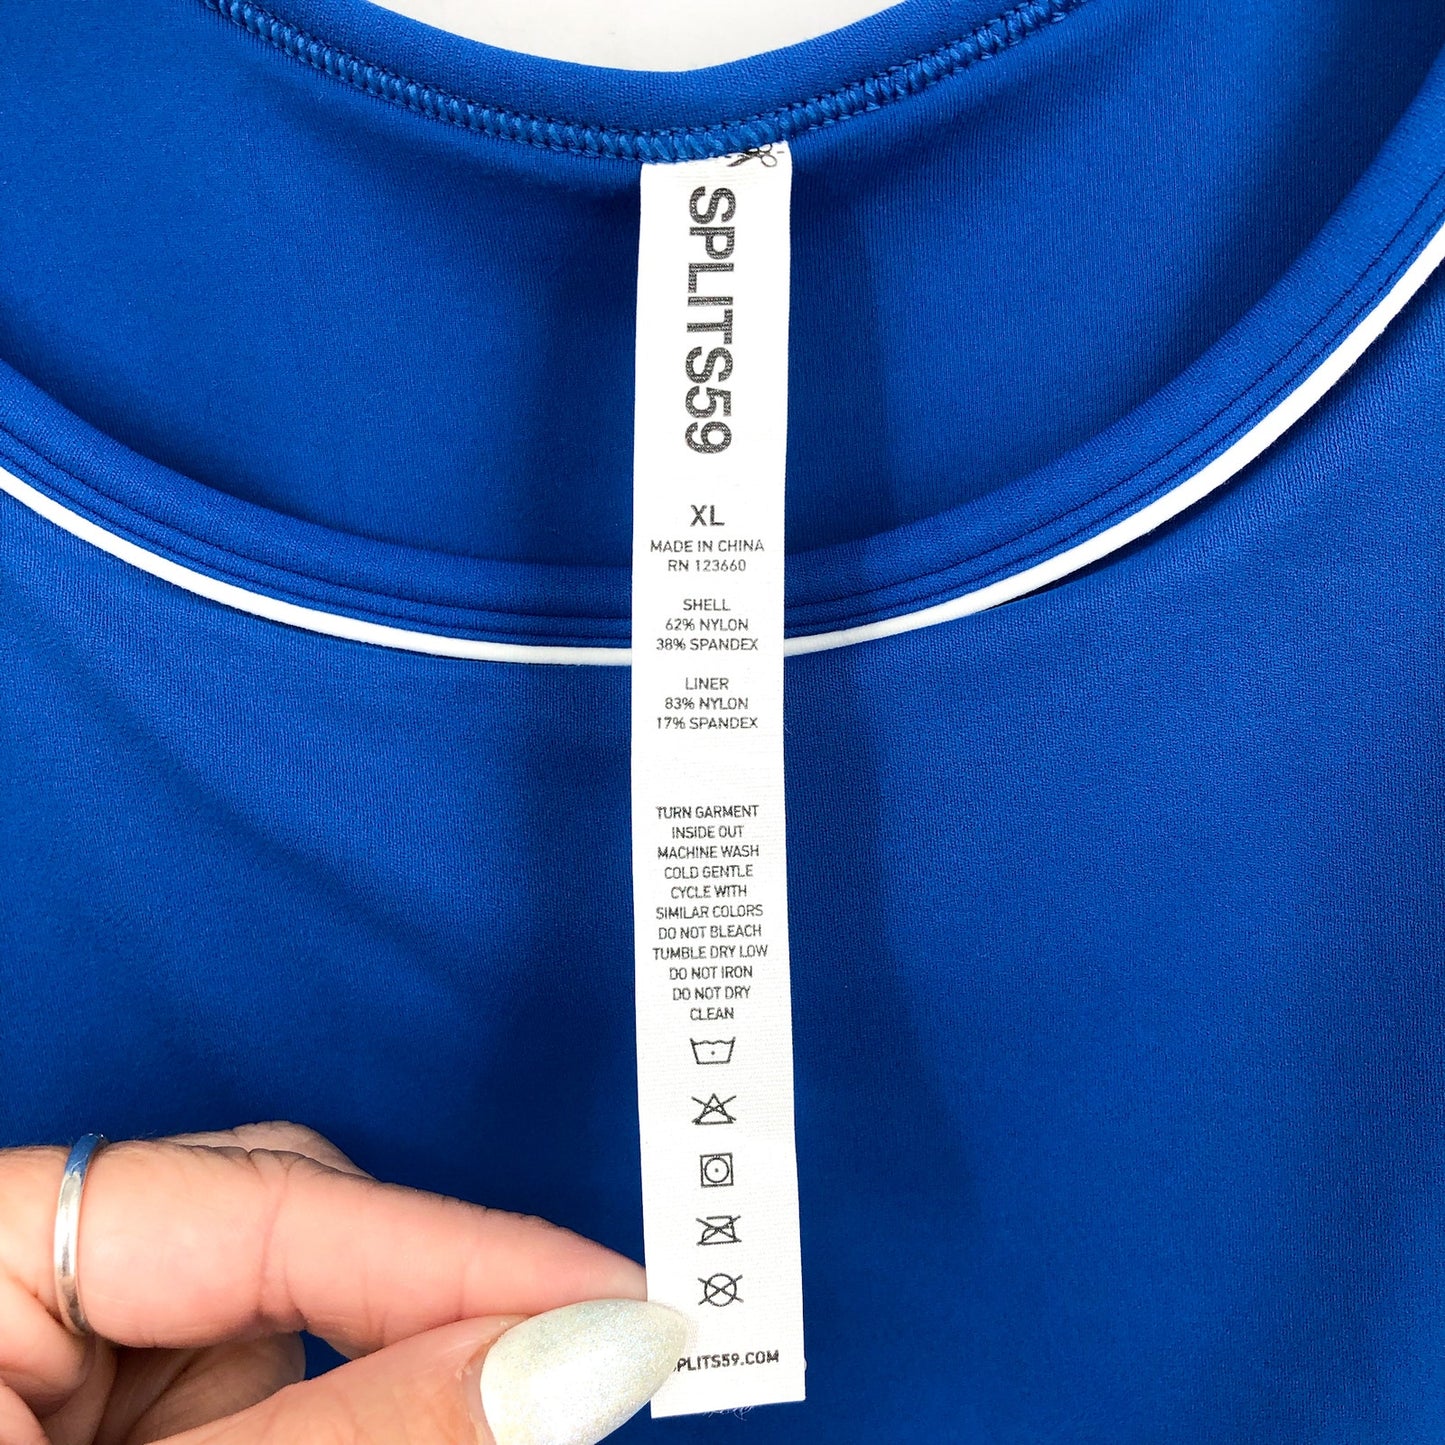 SPLITS59
XL
MADE IN CHINA
RN 123660
SHELL
62% NYLON
38% SPANDEX
LINER
83% NYLON
17% SPANDEX
TURN GARMENT
INSIDE OUT
MACHINE WASH
COLD GENTLE
CYCLE WITH
SIMILAR COLORS
DO NOT BLEACH
TUMBLE DRY LOW
DO NOT IRON
DO NOT DRY
CLEAN
SPLITS59.COM